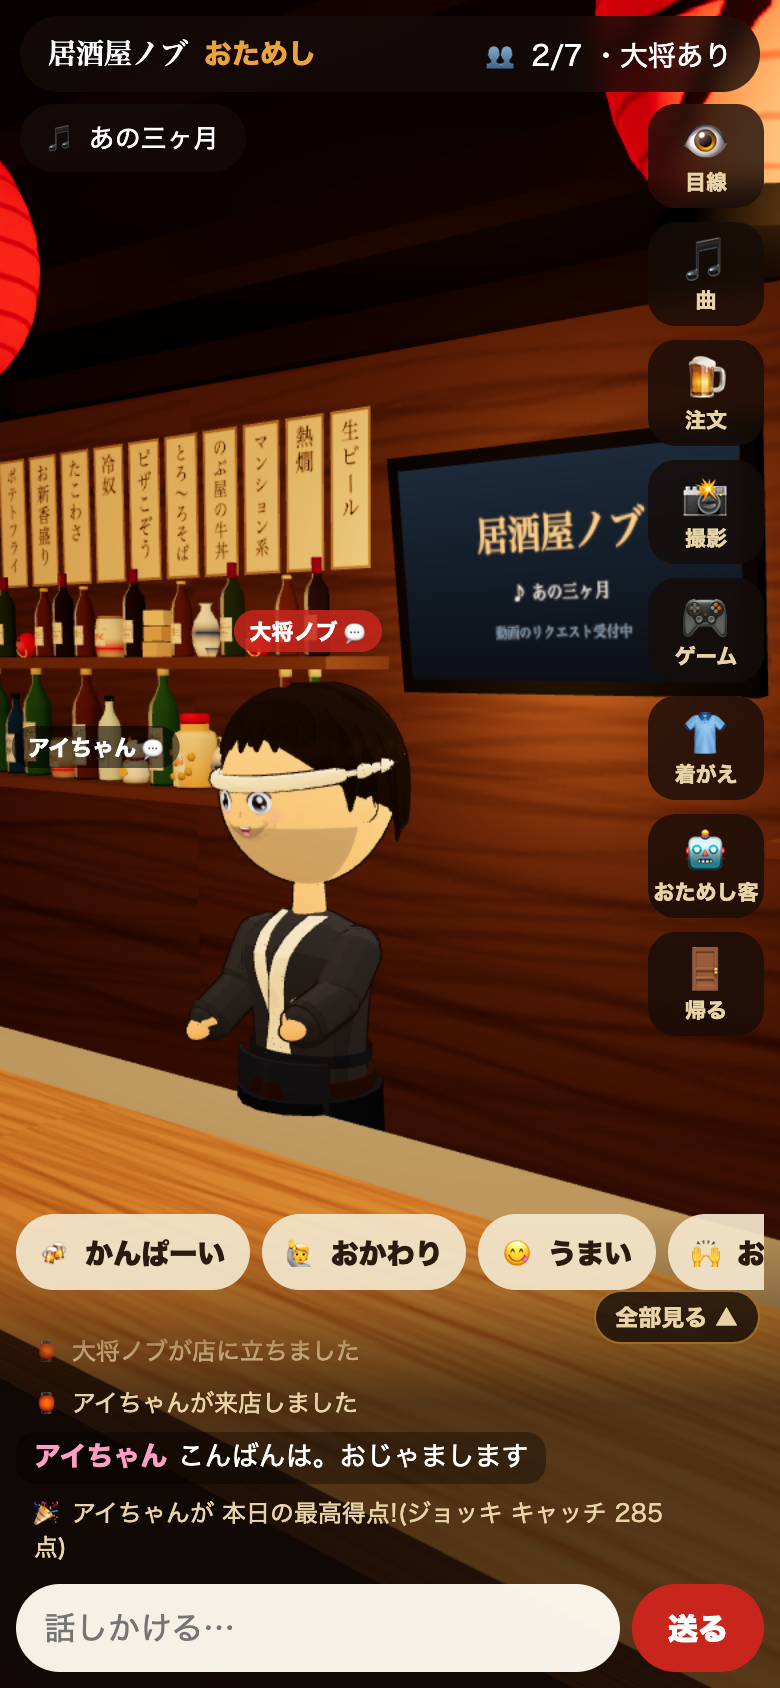 居酒屋ノブ おためし
2/7 ・大将あり
あの三ヶ月
目線
曲
注文
撮影
ゲーム
着がえ
おためし客
帰る
生ビール
熱燗
マンション系
のぶ屋の牛丼
とろ〜ろそば
ピザこぞう
冷奴
たこわさ
お新香盛り
ポテトフライ
居酒屋ノブ
♪ あの三ヶ月
動画のリクエスト受付中
大将ノブ
アイちゃん
かんぱーい
おかわり
うまい
お
全部見る ▲
大将ノブが店に立ちました
アイちゃんが来店しました
アイちゃん こんばんは。おじゃまします
アイちゃんが 本日の最高得点!(ジョッキ キャッチ 285
点)
話しかける…
送る